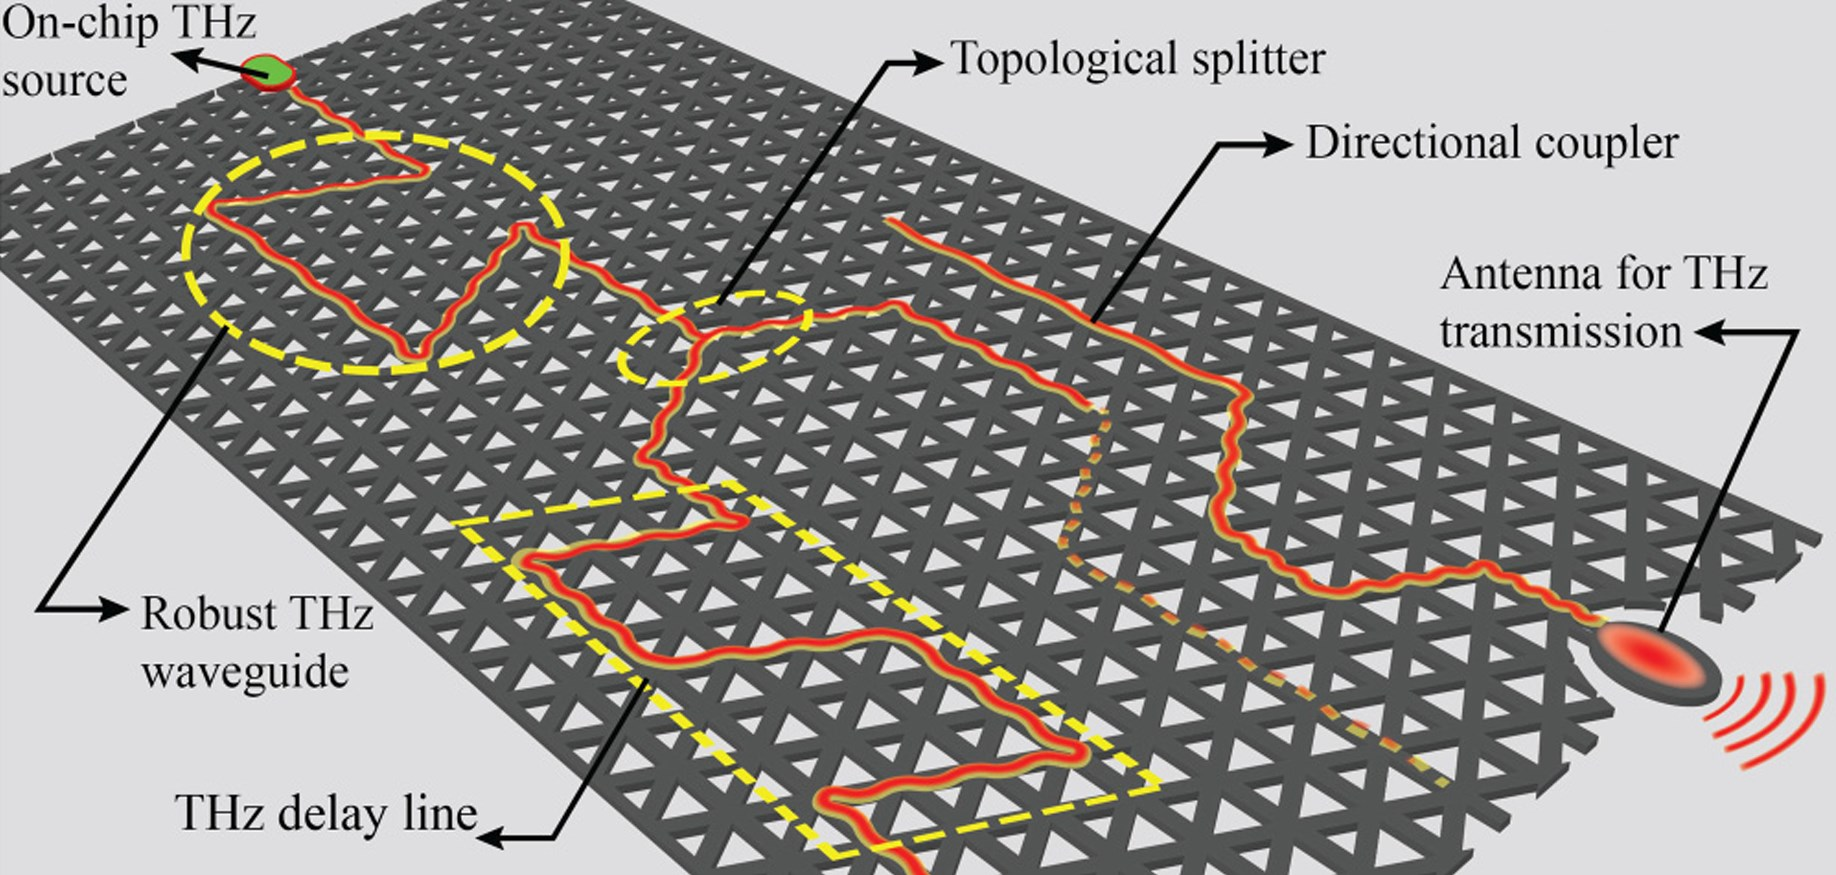 On-chip THz
source
Topological splitter
Directional coupler
Antenna for THz
transmission
Robust THz
waveguide
THz delay line